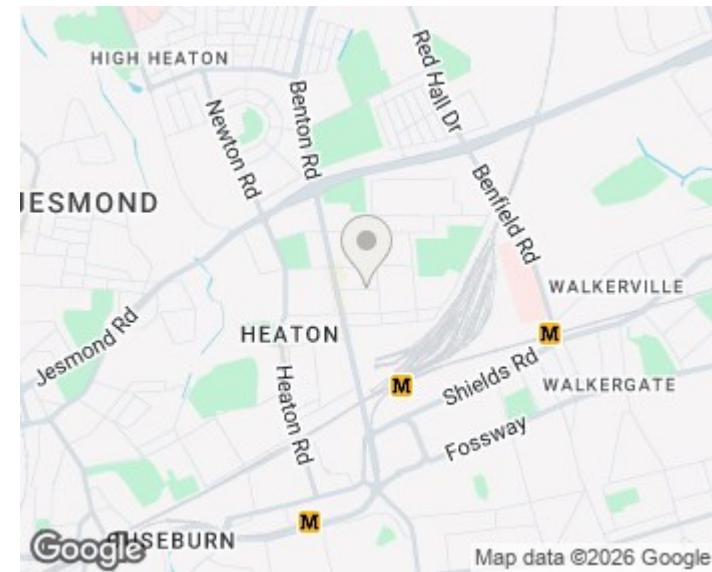 HIGH HEATON
Red Hall Dr
Newton Rd
Benton Rd
JESMOND
Benfield Rd
WALKERVILLE
Jesmond Rd
HEATON
M
M
Shields Rd
WALKERGATE
Heaton Rd
Fossway
M
Google
OUSEBURN
Map data ©2026 Google